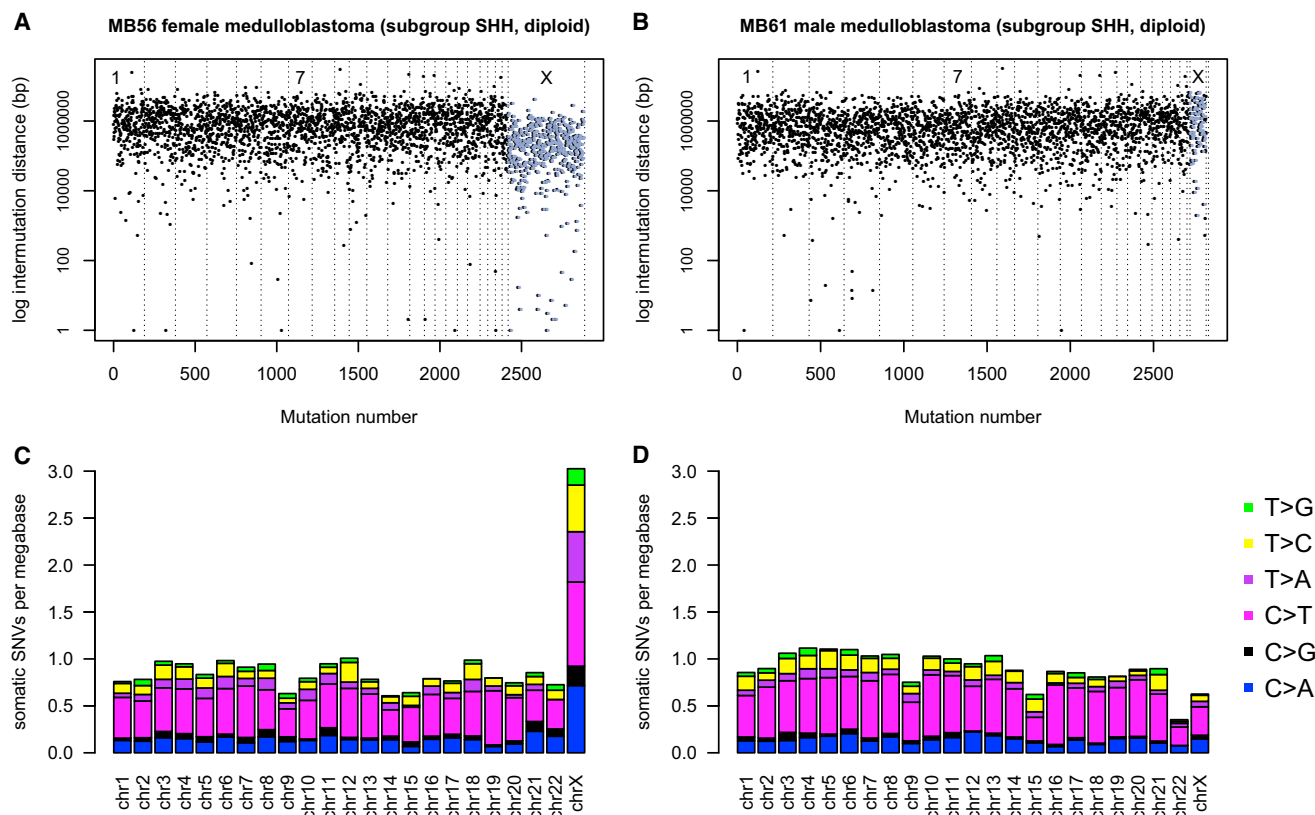 A
MB56 female medulloblastoma (subgroup SHH, diploid)
1 7 X
log intermutation distance (bp)
1000000
10000
100
1
0 500 1000 1500 2000 2500
Mutation number
B
MB61 male medulloblastoma (subgroup SHH, diploid)
1 7 X
log intermutation distance (bp)
1000000
10000
100
1
0 500 1000 1500 2000 2500
Mutation number
C
somatic SNVs per megabase
3.0
2.5
2.0
1.5
1.0
0.5
0.0
chr1 chr2 chr3 chr4 chr5 chr6 chr7 chr8 chr9 chr10 chr11 chr12 chr13 chr14 chr15 chr16 chr17 chr18 chr19 chr20 chr21 chr22 chrX
D
somatic SNVs per megabase
3.0
2.5
2.0
1.5
1.0
0.5
0.0
chr1 chr2 chr3 chr4 chr5 chr6 chr7 chr8 chr9 chr10 chr11 chr12 chr13 chr14 chr15 chr16 chr17 chr18 chr19 chr20 chr21 chr22 chrX
T>G
T>C
T>A
C>T
C>G
C>A